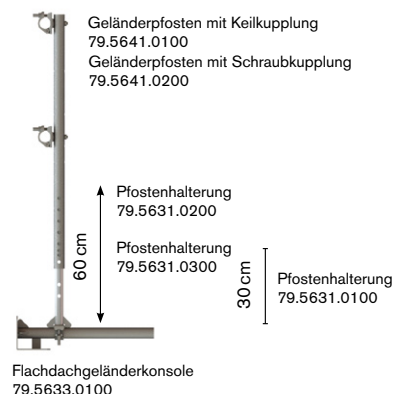 Geländerpfosten mit Keilkupplung
79.5641.0100
Geländerpfosten mit Schraubkupplung
79.5641.0200
Pfostenhalterung
79.5631.0200
Pfostenhalterung
79.5631.0300
60 cm
30 cm
Pfostenhalterung
79.5631.0100
Flachdachgeländerkonsole
79.5633.0100